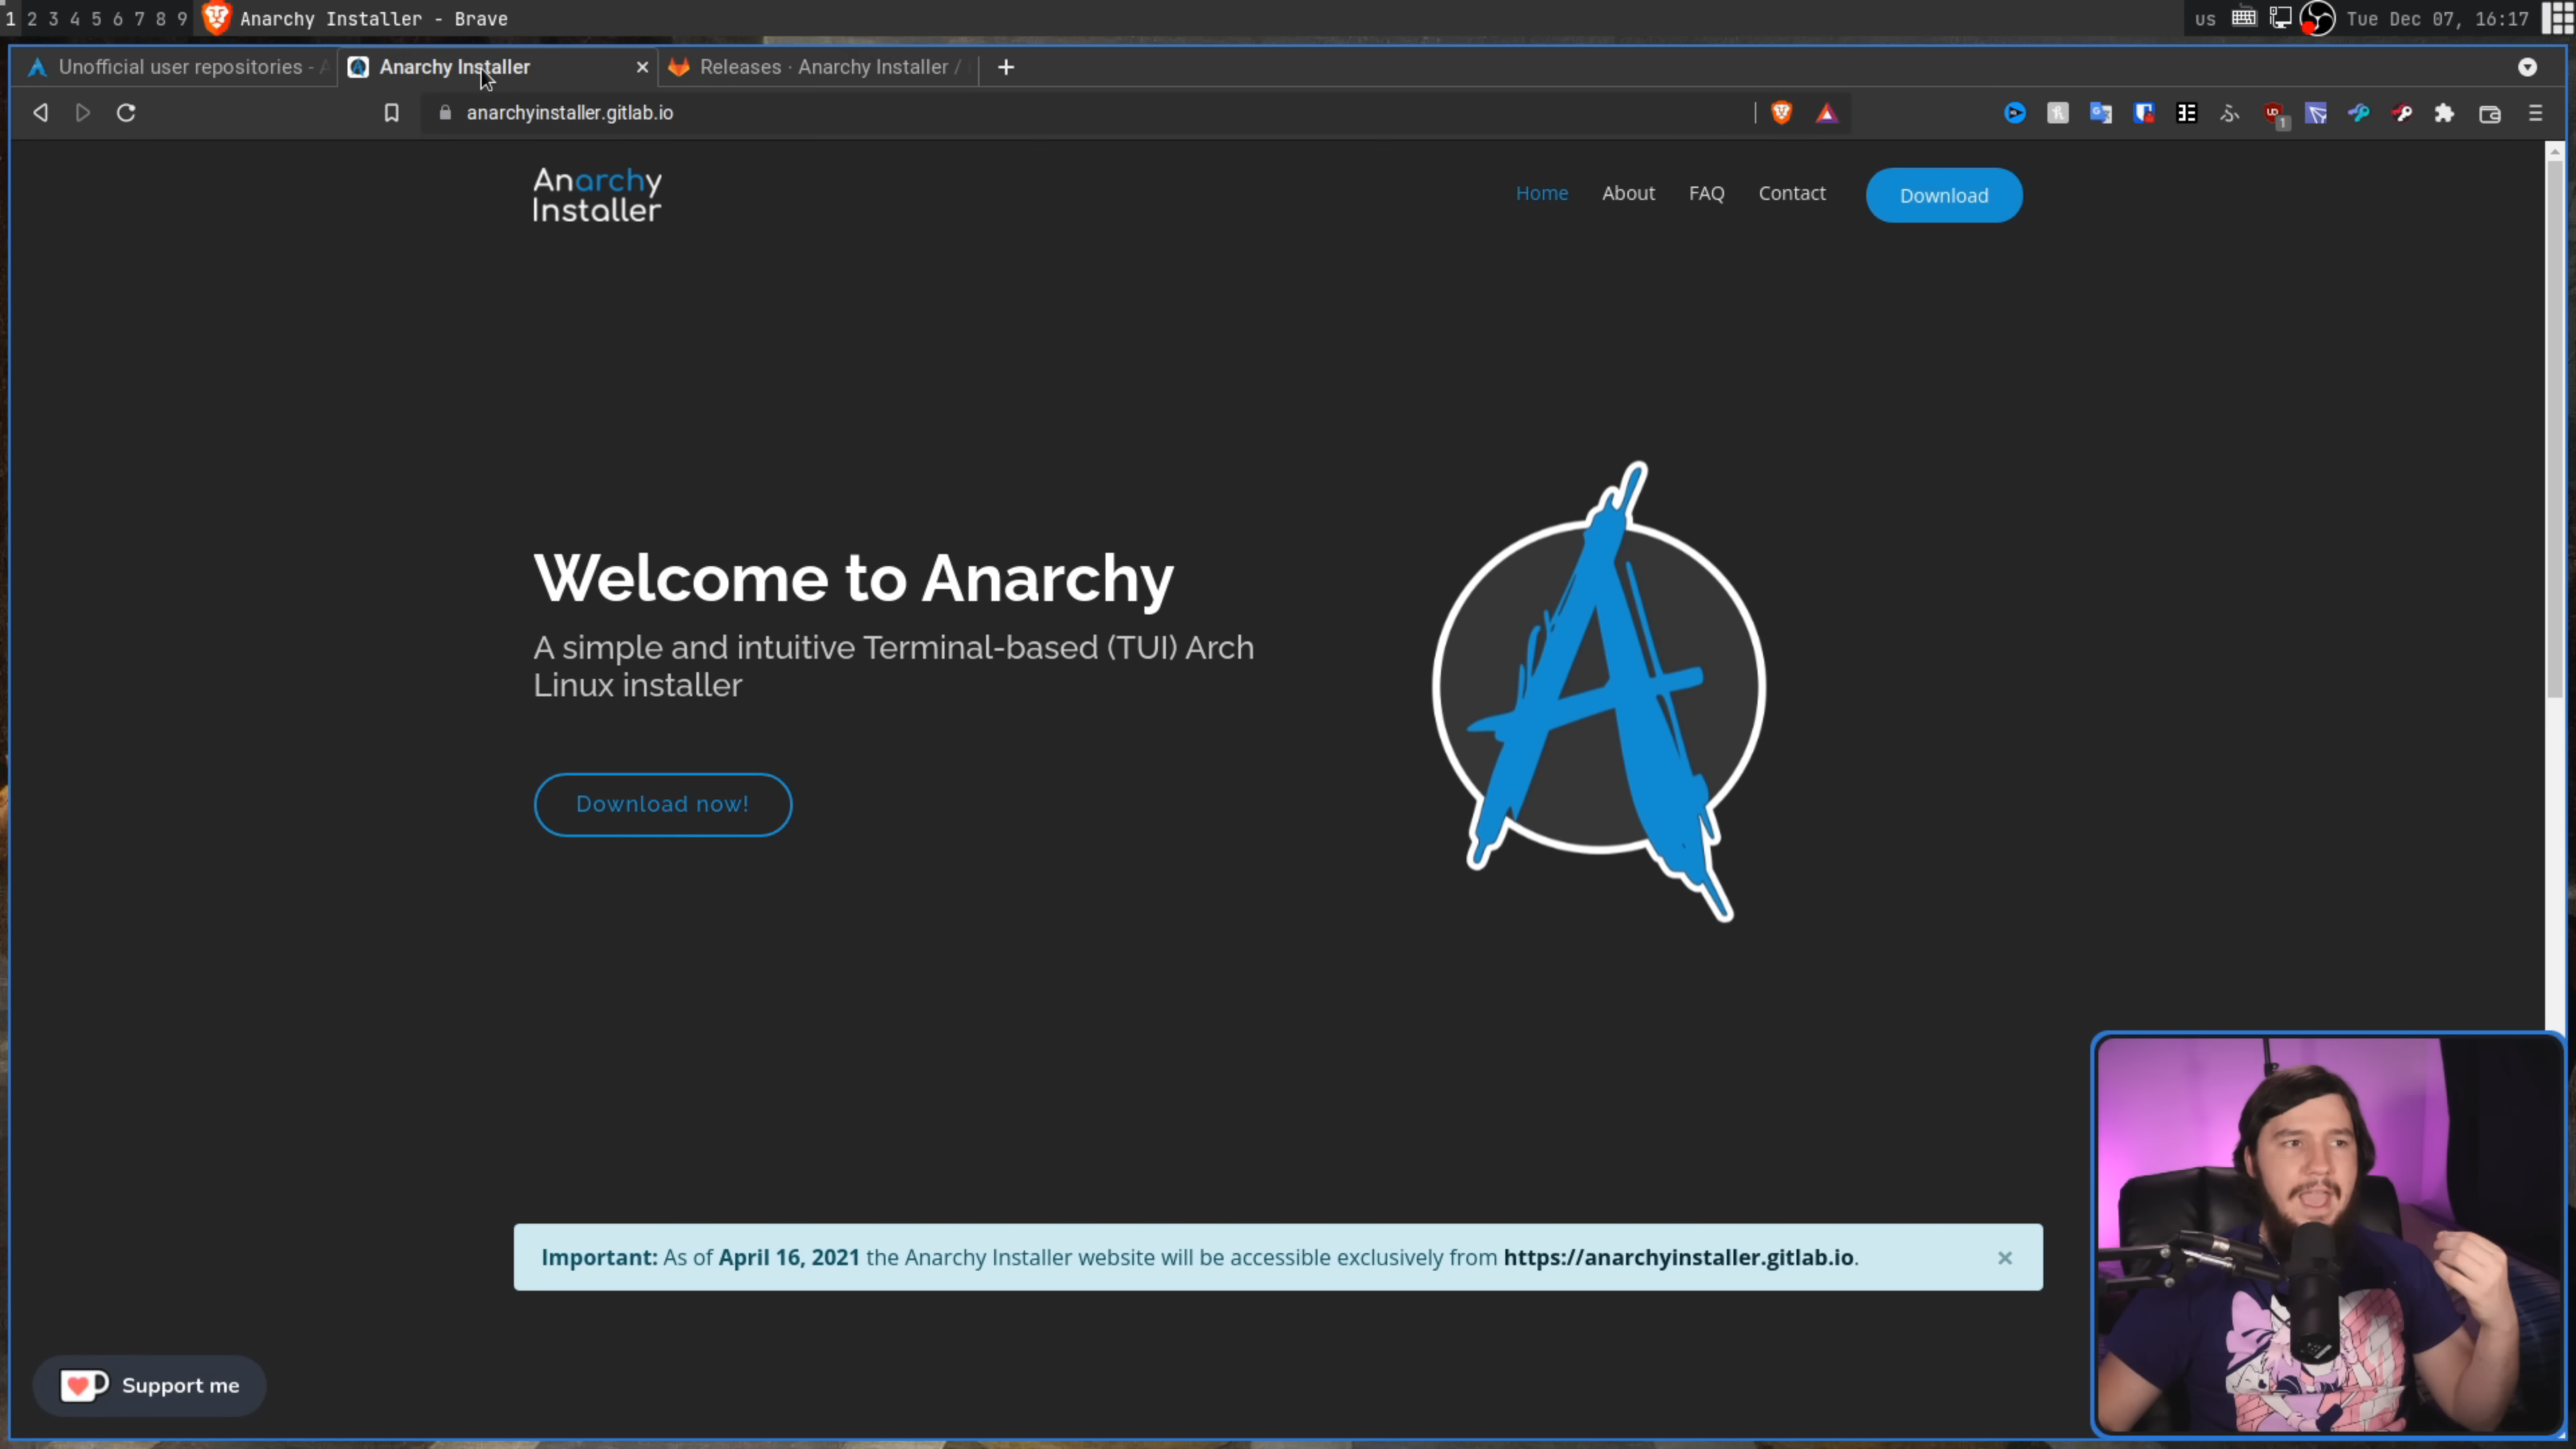 1 2 3 4 5 6 7 8 9 Anarchy Installer - Brave
us Tue Dec 07, 16:17
Unofficial user repositories - A
Anarchy Installer
Releases · Anarchy Installer /
anarchyinstaller.gitlab.io
1
Anarchy
Installer
Home About FAQ Contact Download
Welcome to Anarchy
A simple and intuitive Terminal-based (TUI) Arch
Linux installer
Download now!
Important: As of April 16, 2021 the Anarchy Installer website will be accessible exclusively from https://anarchyinstaller.gitlab.io.
Support me